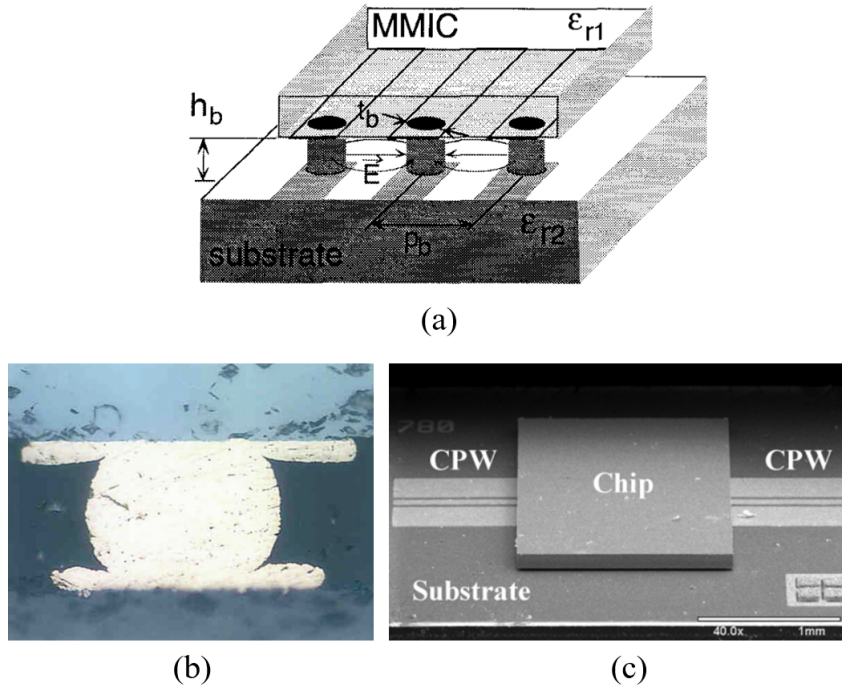 MMIC
εr1
hb
tb
E
pb
εr2
substrate
(a)
780
CPW
CPW
Chip
Substrate
40.0x 1mm
(b)
(c)